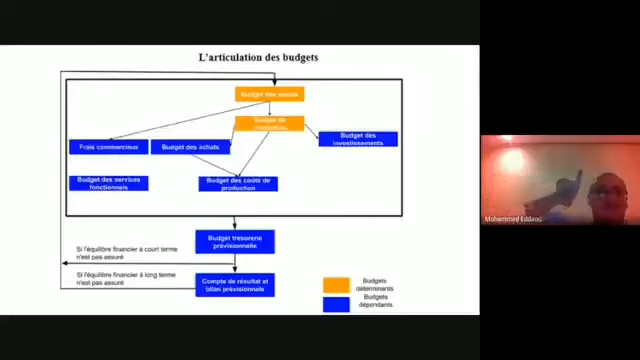 L'articulation des budgets
Budget des ventes
Budget de
production
Frais commerciaux
Budget des achats
Budget des
investissements
Budget des services
fonctionnels
Budget des coûts de
production
Budget trésorerie
prévisionnelle
Si l'équilibre financier à court terme
n'est pas assuré
Si l'équilibre financier à long terme
n'est pas assuré
Compte de résultat et
bilan prévisionnels
Budgets
déterminants
Budgets
dépendants
Mohammed Eddaou